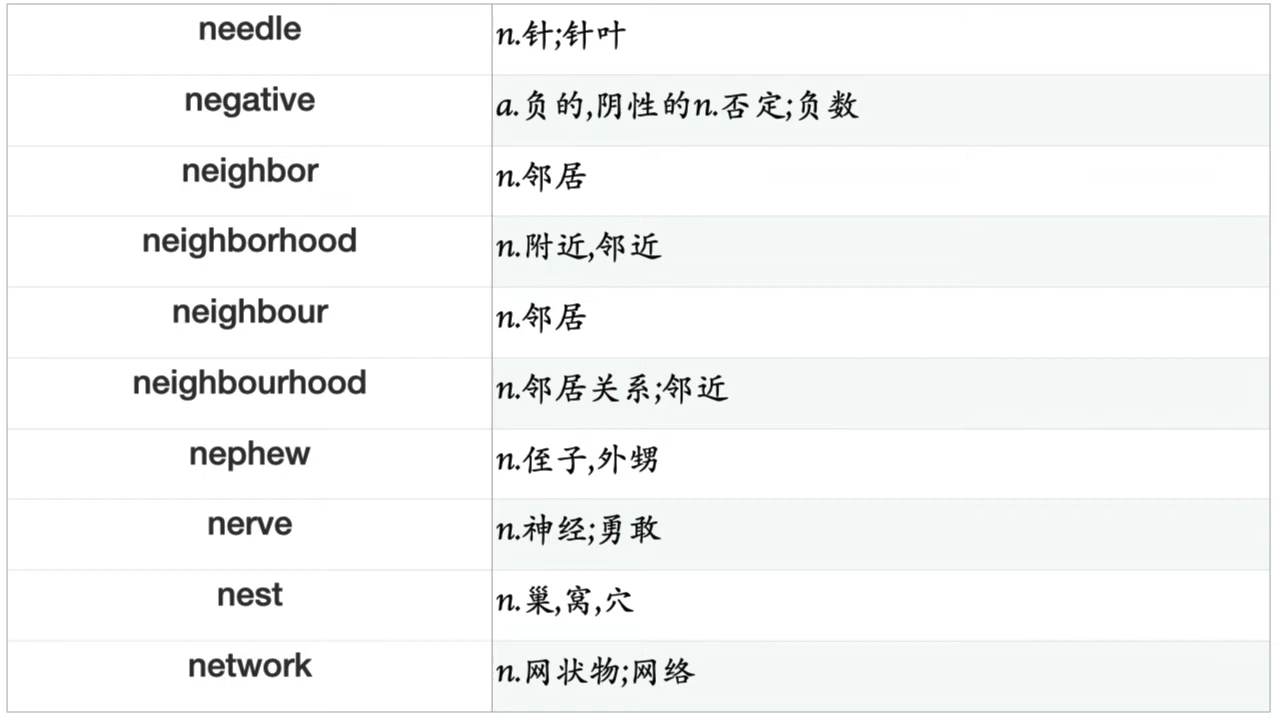 needle n.针;针叶
negative a.负的,阴性的n.否定;负数
neighbor n.邻居
neighborhood n.附近,邻近
neighbour n.邻居
neighbourhood n.邻居关系;邻近
nephew n.侄子,外甥
nerve n.神经;勇敢
nest n.巢,窝,穴
network n.网状物;网络